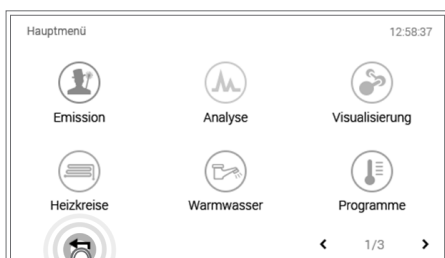 Hauptmenü 12:58:37
Emission Analyse Visualisierung
Heizkreise Warmwasser Programme
1/3